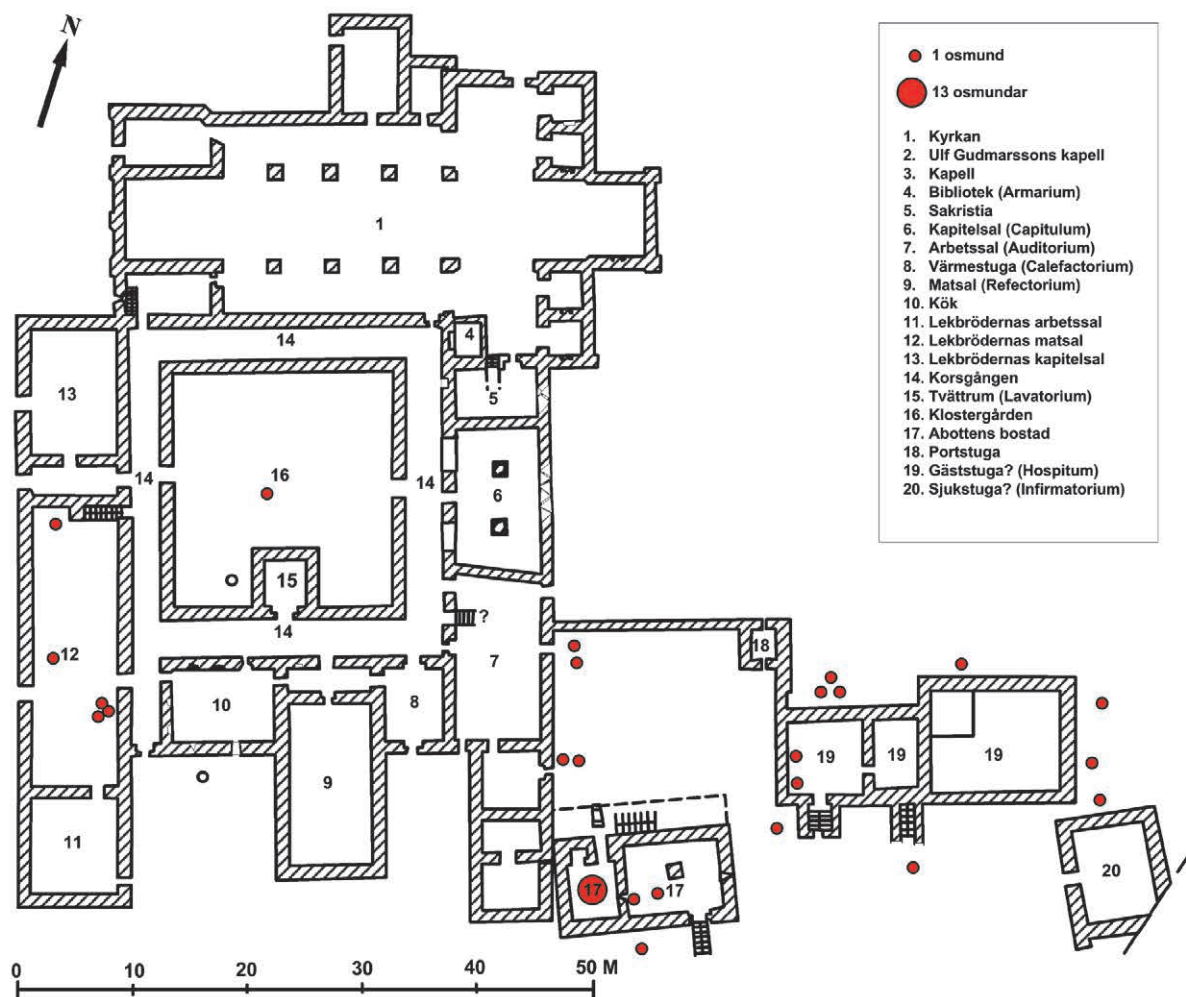 N
1 osmund
13 osmundar
1. Kyrkan
2. Ulf Gudmarssons kapell
3. Kapell
4. Bibliotek (Armarium)
5. Sakristia
6. Kapitelsal (Capitulum)
7. Arbetssal (Auditorium)
8. Värmestuga (Calefactorium)
9. Matsal (Refectorium)
10. Kök
11. Lekbrödernas arbetssal
12. Lekbrödernas matsal
13. Lekbrödernas kapitelsal
14. Korsgången
15. Tvättrum (Lavatorium)
16. Klostergården
17. Abottens bostad
18. Portstuga
19. Gäststuga? (Hospitum)
20. Sjukstuga? (Infirmatorium)
1
14
4
13
5
14
16
14
6
15
?
14
12
7
18
10
8
19
19
19
9
11
20
17
17
0
10
20
30
40
50 M